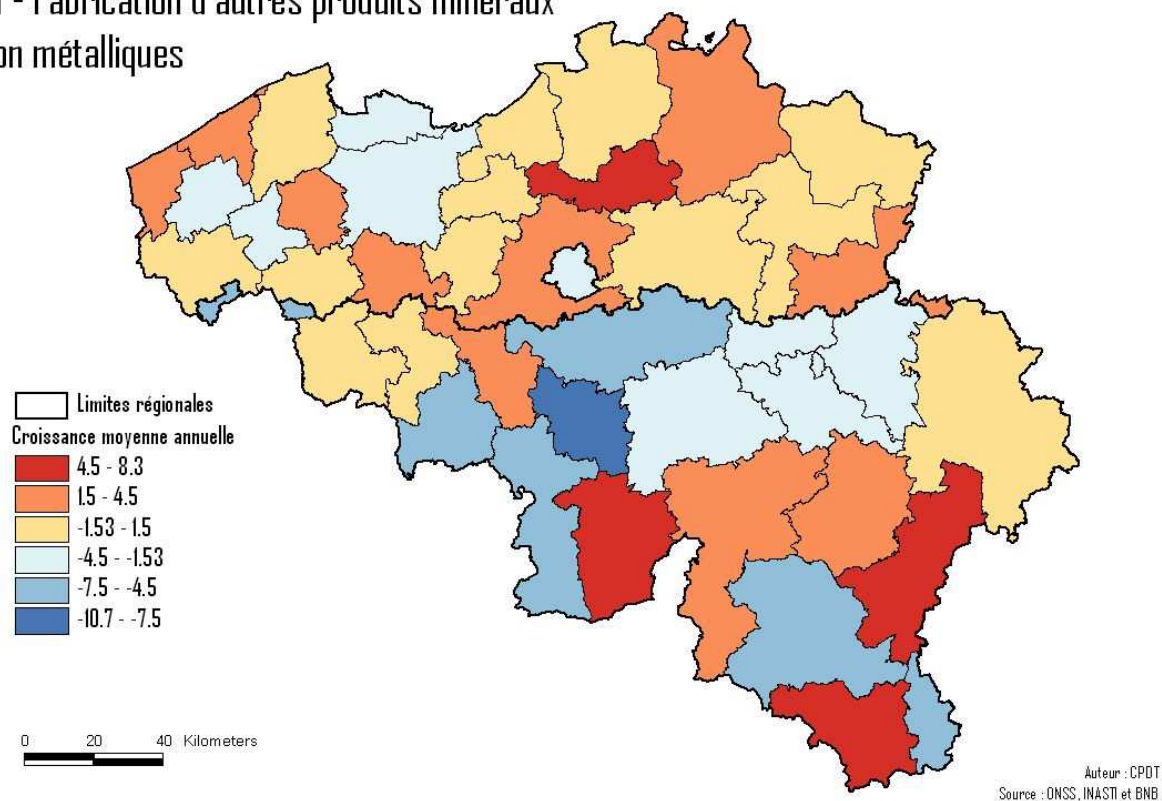 - Fabrication d'autres produits minéraux
on métalliques
Limites régionales
Croissance moyenne annuelle
4.5 - 8.3
1.5 - 4.5
-1.53 - 1.5
-4.5 - -1.53
-7.5 - -4.5
-10.7 - -7.5
0 20 40 Kilometers
Auteur : CPDT
Source : ONSS, INASTI et BNB